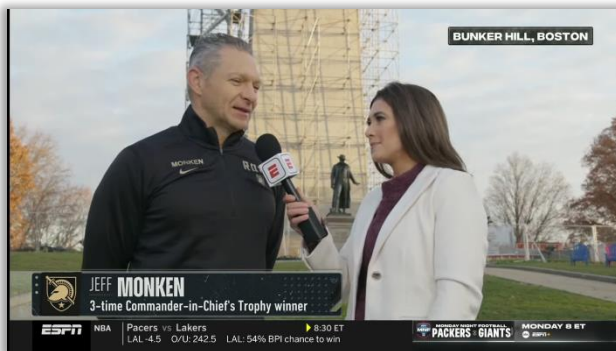 BUNKER HILL, BOSTON
MONKEN
JEFF MONKEN
3-time Commander-in-Chief's Trophy winner
ESPN
NBA
Pacers vs Lakers
8:30 ET
LAL -4.5 O/U: 242.5 LAL: 54% BPI chance to win
MONDAY NIGHT FOOTBALL
PACKERS GIANTS
MONDAY 8 ET
abc ESPN+